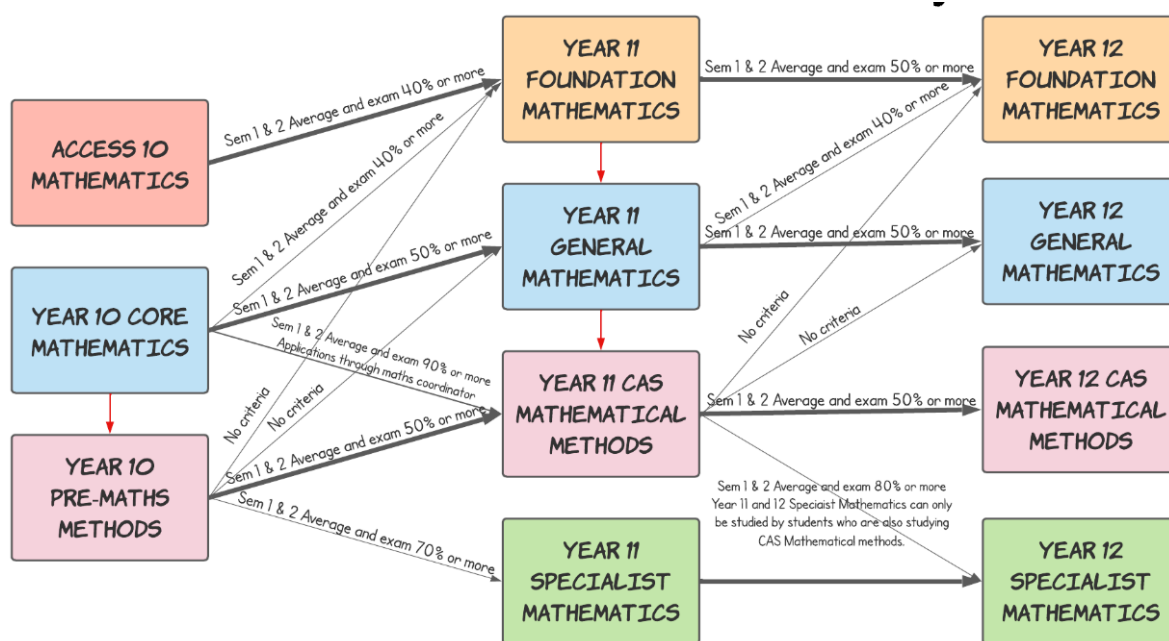 YEAR 11
FOUNDATION
MATHEMATICS
YEAR 12
FOUNDATION
MATHEMATICS
Sem 1 & 2 Average and exam 50% or more
Sem 1 & 2 Average and exam 40% or more
ACCESS 10
MATHEMATICS
Sem 1 & 2 Average and exam 40% or more
Sem 1 & 2 Average and exam 40% or more
YEAR 11
GENERAL
MATHEMATICS
YEAR 12
GENERAL
MATHEMATICS
Sem 1 & 2 Average and exam 50% or more
Sem 1 & 2 Average and exam 50% or more
YEAR 10 CORE
MATHEMATICS
No criteria
No criteria
Sem 1 & 2 Average and exam 90% or more
Applications through maths coordinator
YEAR 11 CAS
MATHEMATICAL
METHODS
YEAR 12 CAS
MATHEMATICAL
METHODS
Sem 1 & 2 Average and exam 50% or more
No criteria
No criteria
Sem 1 & 2 Average and exam 50% or more
YEAR 10
PRE-MATHS
METHODS
Sem 1 & 2 Average and exam 70% or more
Sem 1 & 2 Average and exam 80% or more
Year 11 and 12 Speciaist Mathematics can only
be studied by students who are also studying
CAS Mathematical methods.
YEAR 11
SPECIALIST
MATHEMATICS
YEAR 12
SPECIALIST
MATHEMATICS